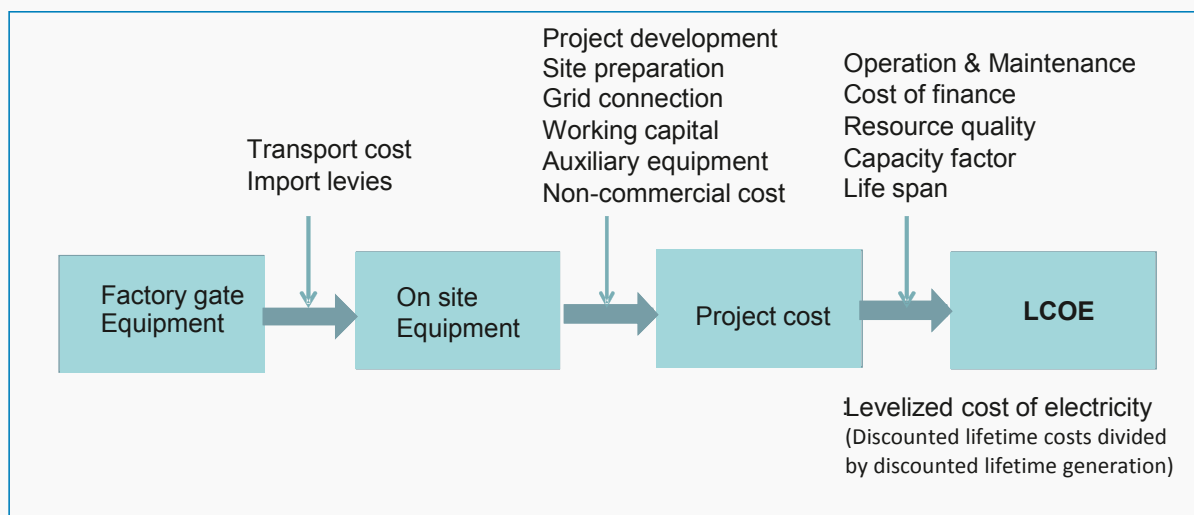 Project development
Site preparation
Grid connection
Working capital
Auxiliary equipment
Non-commercial cost
Operation & Maintenance
Cost of finance
Resource quality
Capacity factor
Life span
Transport cost
Import levies
Factory gate
Equipment
On site
Equipment
Project cost
LCOE
:Levelized cost of electricity
(Discounted lifetime costs divided
by discounted lifetime generation)